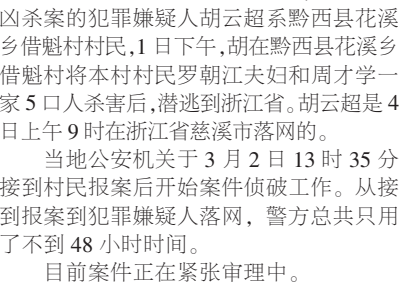 凶杀案的犯罪嫌疑人胡云超系黔西县花溪
乡借魁村村民,1 日下午,胡在黔西县花溪乡
借魁村将本村村民罗朝江夫妇和周才学一
家 5 口人杀害后,潜逃到浙江省。胡云超是 4
日上午 9 时在浙江省慈溪市落网的。
当地公安机关于 3 月 2 日 13 时 35 分
接到村民报案后开始案件侦破工作。从接
到报案到犯罪嫌疑人落网，警方总共只用
了不到 48 小时时间。
目前案件正在紧张审理中。